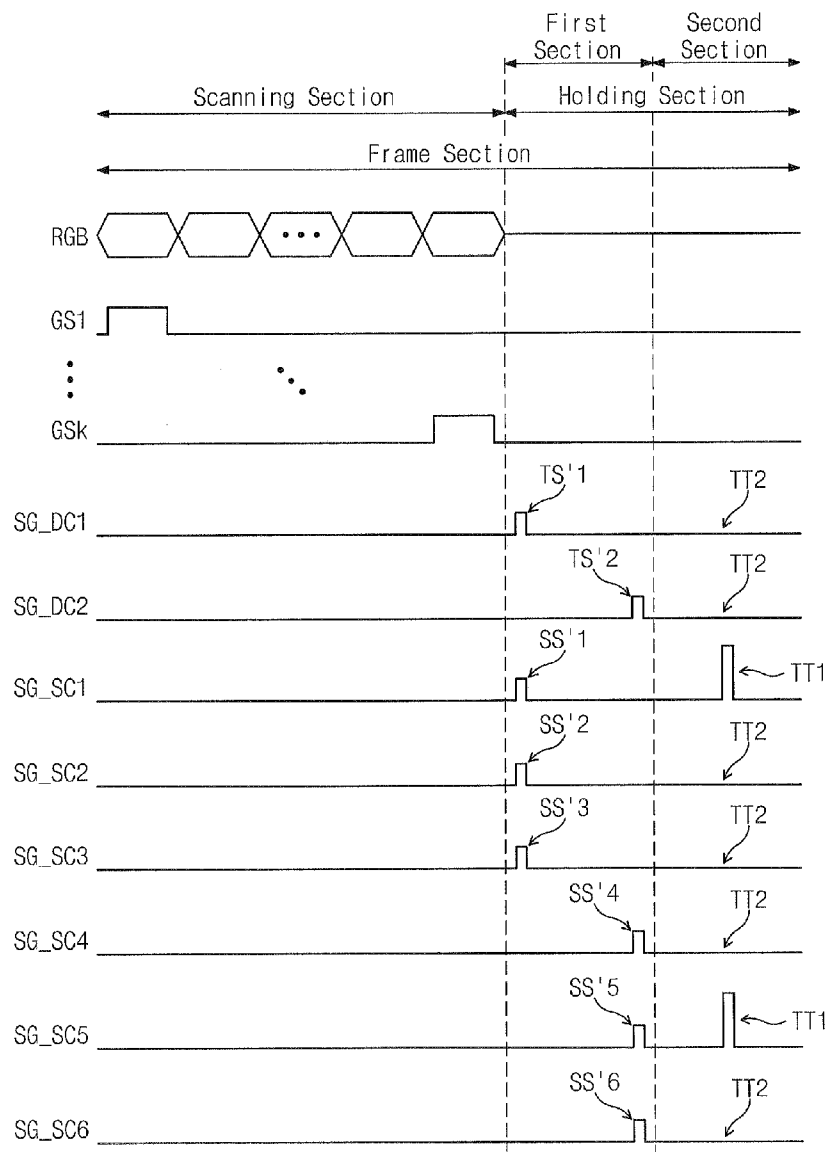 First Section
Second Section
Scanning Section
Holding Section
Frame Section
RGB
GS1
GSk
SG_DC1
TS'1
TT2
SG_DC2
TS'2
TT2
SG_SC1
SS'1
TT1
SG_SC2
SS'2
TT2
SG_SC3
SS'3
TT2
SG_SC4
SS'4
TT2
SG_SC5
SS'5
TT1
SG_SC6
SS'6
TT2